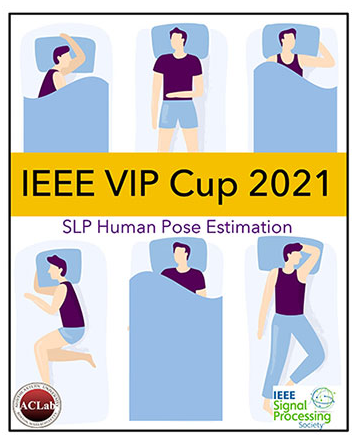 IEEE VIP Cup 2021
SLP Human Pose Estimation
ACLab
IEEE
Signal
Processing
Society